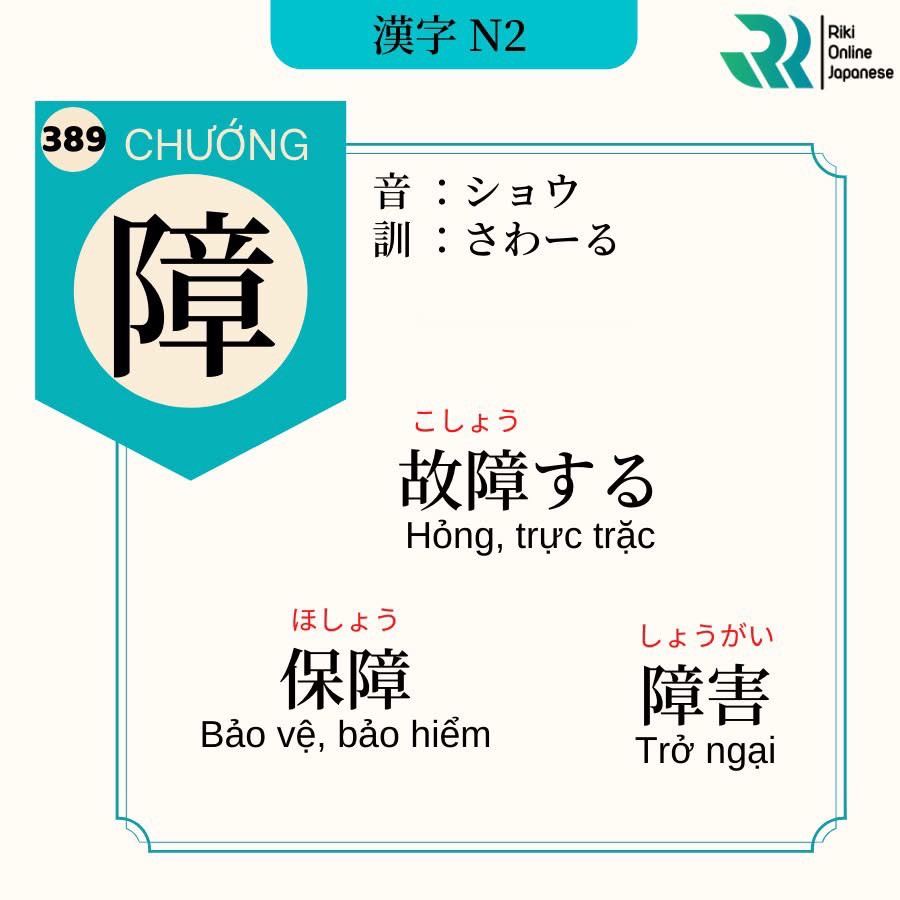 漢字 N2
Riki
Online
Japanese
389 CHƯỚNG
障
音 ：ショウ
訓 ：さわーる
こしょう
故障する
Hỏng, trực trặc
ほしょう
保障
Bảo vệ, bảo hiểm
しょうがい
障害
Trở ngại